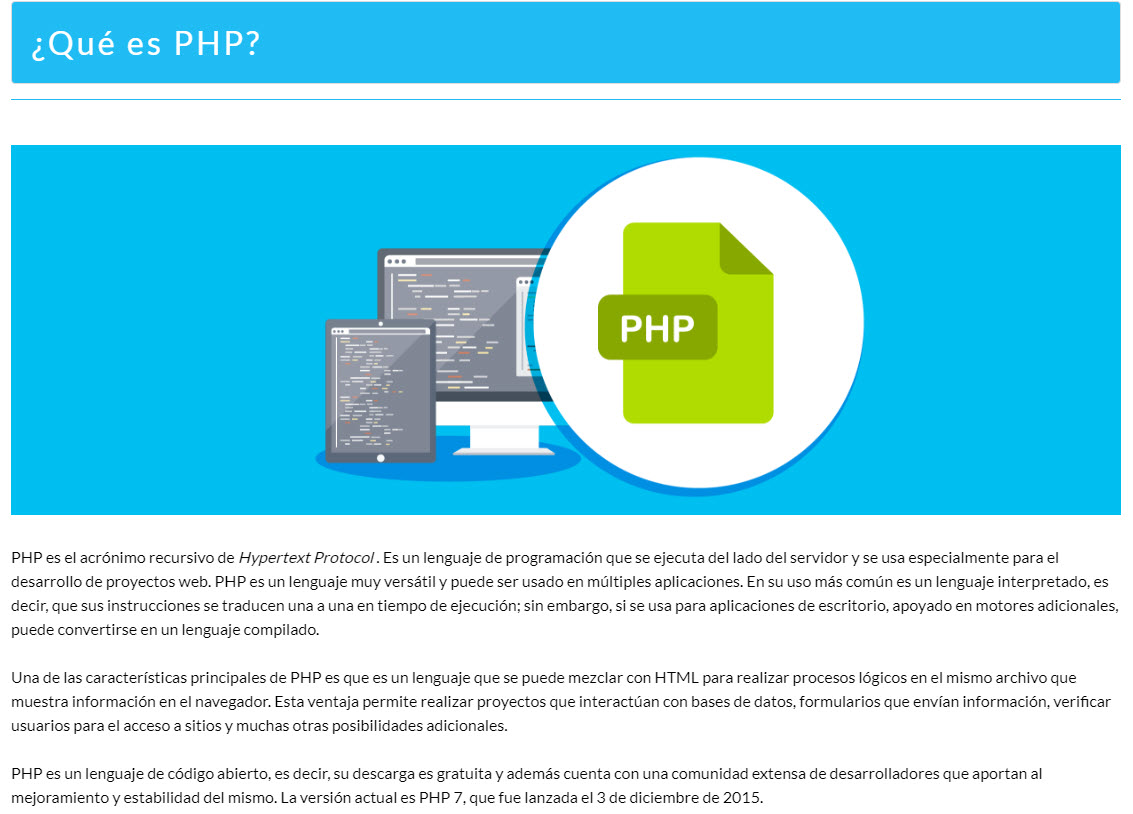 ¿Qué es PHP?
PHP
PHP es el acrónimo recursivo de Hypertext Protocol . Es un lenguaje de programación que se ejecuta del lado del servidor y se usa especialmente para el
desarrollo de proyectos web. PHP es un lenguaje muy versátil y puede ser usado en múltiples aplicaciones. En su uso más común es un lenguaje interpretado, es
decir, que sus instrucciones se traducen una a una en tiempo de ejecución; sin embargo, si se usa para aplicaciones de escritorio, apoyado en motores adicionales,
puede convertirse en un lenguaje compilado.
Una de las características principales de PHP es que es un lenguaje que se puede mezclar con HTML para realizar procesos lógicos en el mismo archivo que
muestra información en el navegador. Esta ventaja permite realizar proyectos que interactúan con bases de datos, formularios que envían información, verificar
usuarios para el acceso a sitios y muchas otras posibilidades adicionales.
PHP es un lenguaje de código abierto, es decir, su descarga es gratuita y además cuenta con una comunidad extensa de desarrolladores que aportan al
mejoramiento y estabilidad del mismo. La versión actual es PHP 7, que fue lanzada el 3 de diciembre de 2015.